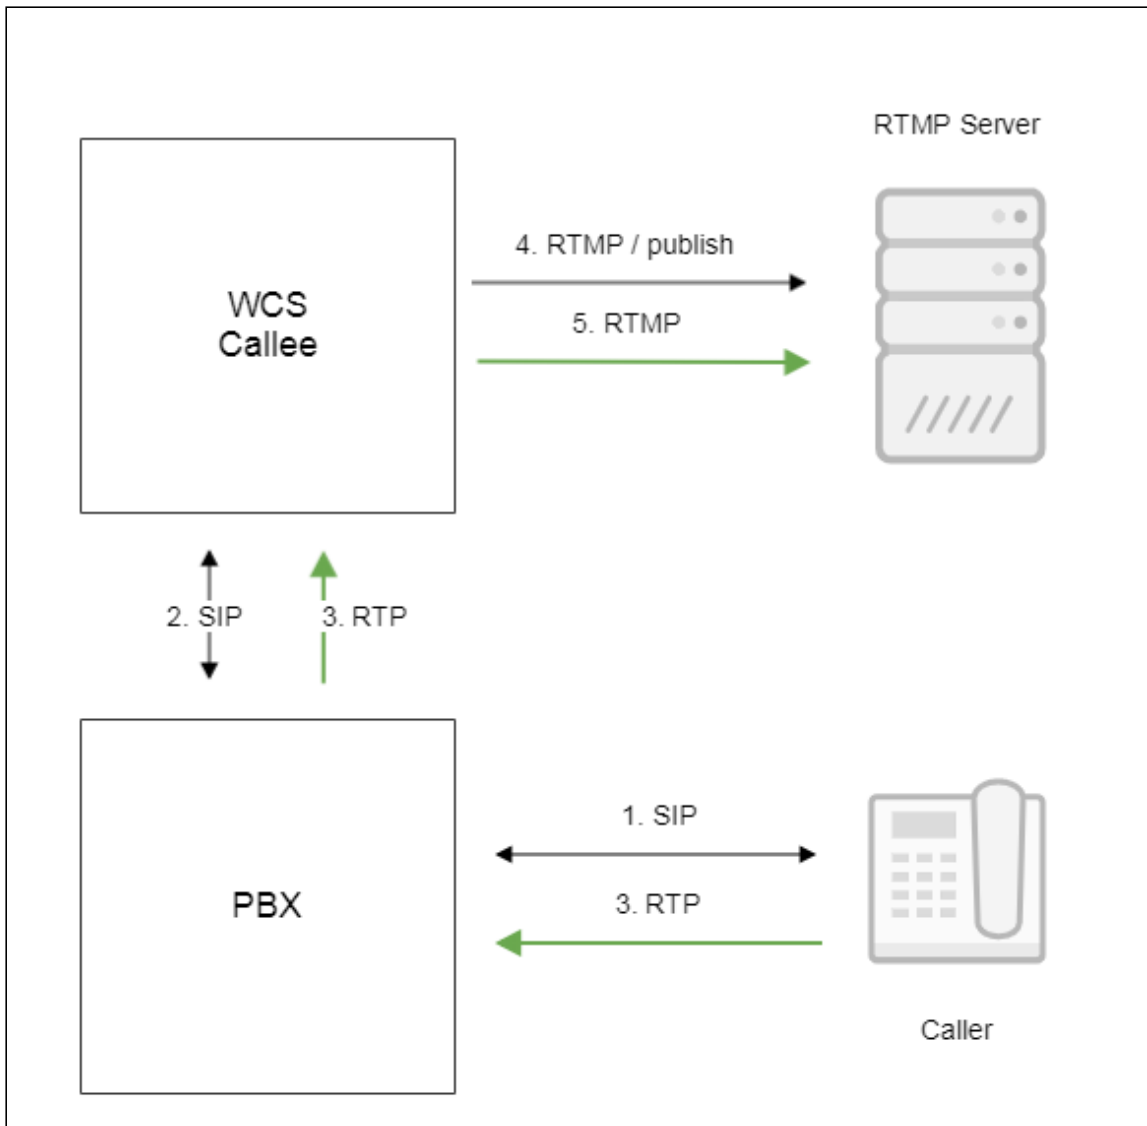 RTMP Server
4. RTMP / publish
WCS
Callee
5. RTMP
2. SIP
3. RTP
1. SIP
PBX
3. RTP
Caller